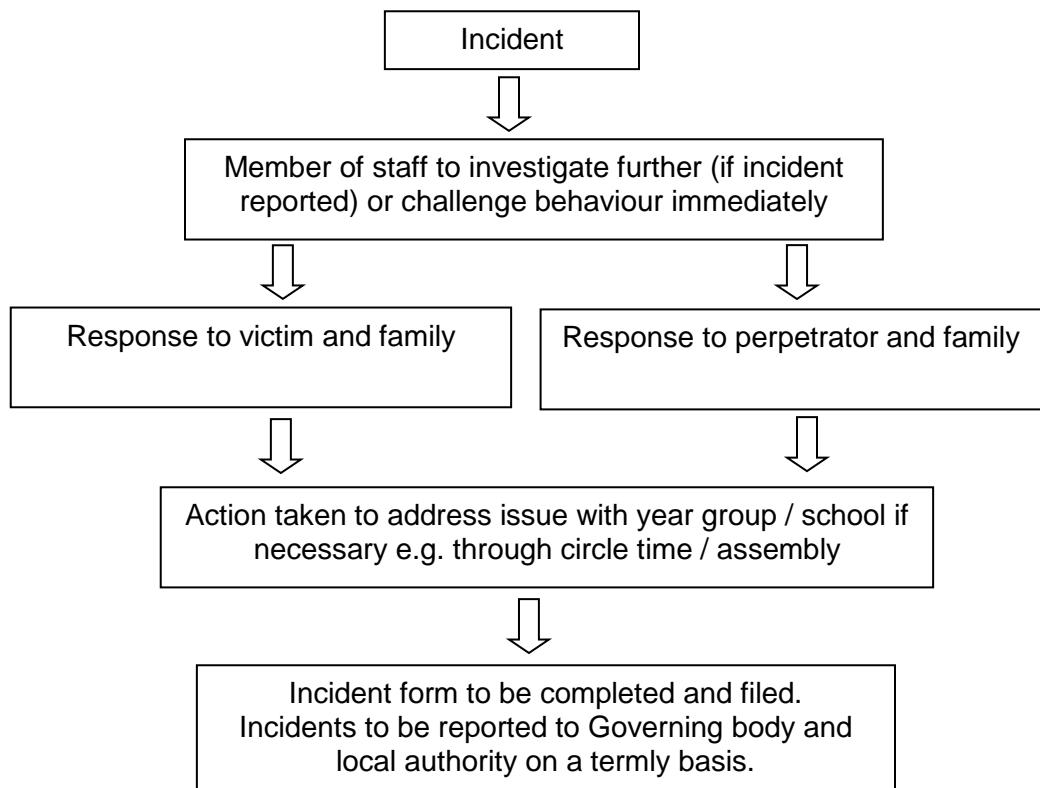 Incident
Member of staff to investigate further (if incident
reported) or challenge behaviour immediately
Response to victim and family
Response to perpetrator and family
Action taken to address issue with year group / school if
necessary e.g. through circle time / assembly
Incident form to be completed and filed.
Incidents to be reported to Governing body and
local authority on a termly basis.